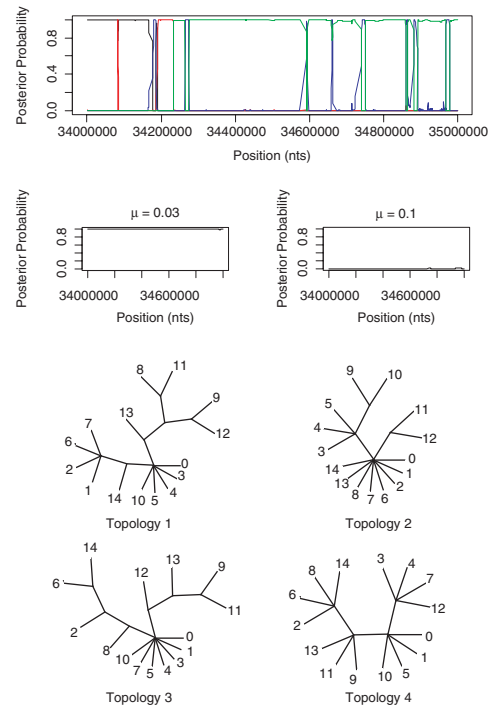 Posterior Probability
0.8
0.4
0.0
34000000 34200000 34400000 34600000 34800000 35000000
Position (nts)
μ = 0.03
μ = 0.1
Posterior Probability
0.8
0.0
34000000 34600000
Position (nts)
Posterior Probability
0.8
0.0
34000000 34600000
Position (nts)
8 11
9
13
12
7
6
2
1
14
10 5 4 3 0
Topology 1
9 10
5
4
3
11
12
14
13
8 7 6 2 1 0
Topology 2
14
6
2
8
12 13 9
11
10 7 5 4 3 1 0
Topology 3
8 14
6
2
13
11 9
3 4
7
12
0
1
10 5
Topology 4